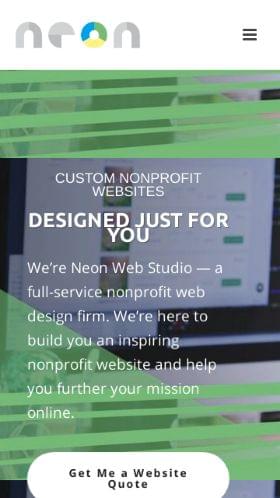 neon
CUSTOM NONPROFIT
WEBSITES
DESIGNED JUST FOR
YOU
We’re Neon Web Studio — a
full-service nonprofit web
design firm. We’re here to
build you an inspiring
nonprofit website and help
you further your mission
online.
Get Me a Website
Quote